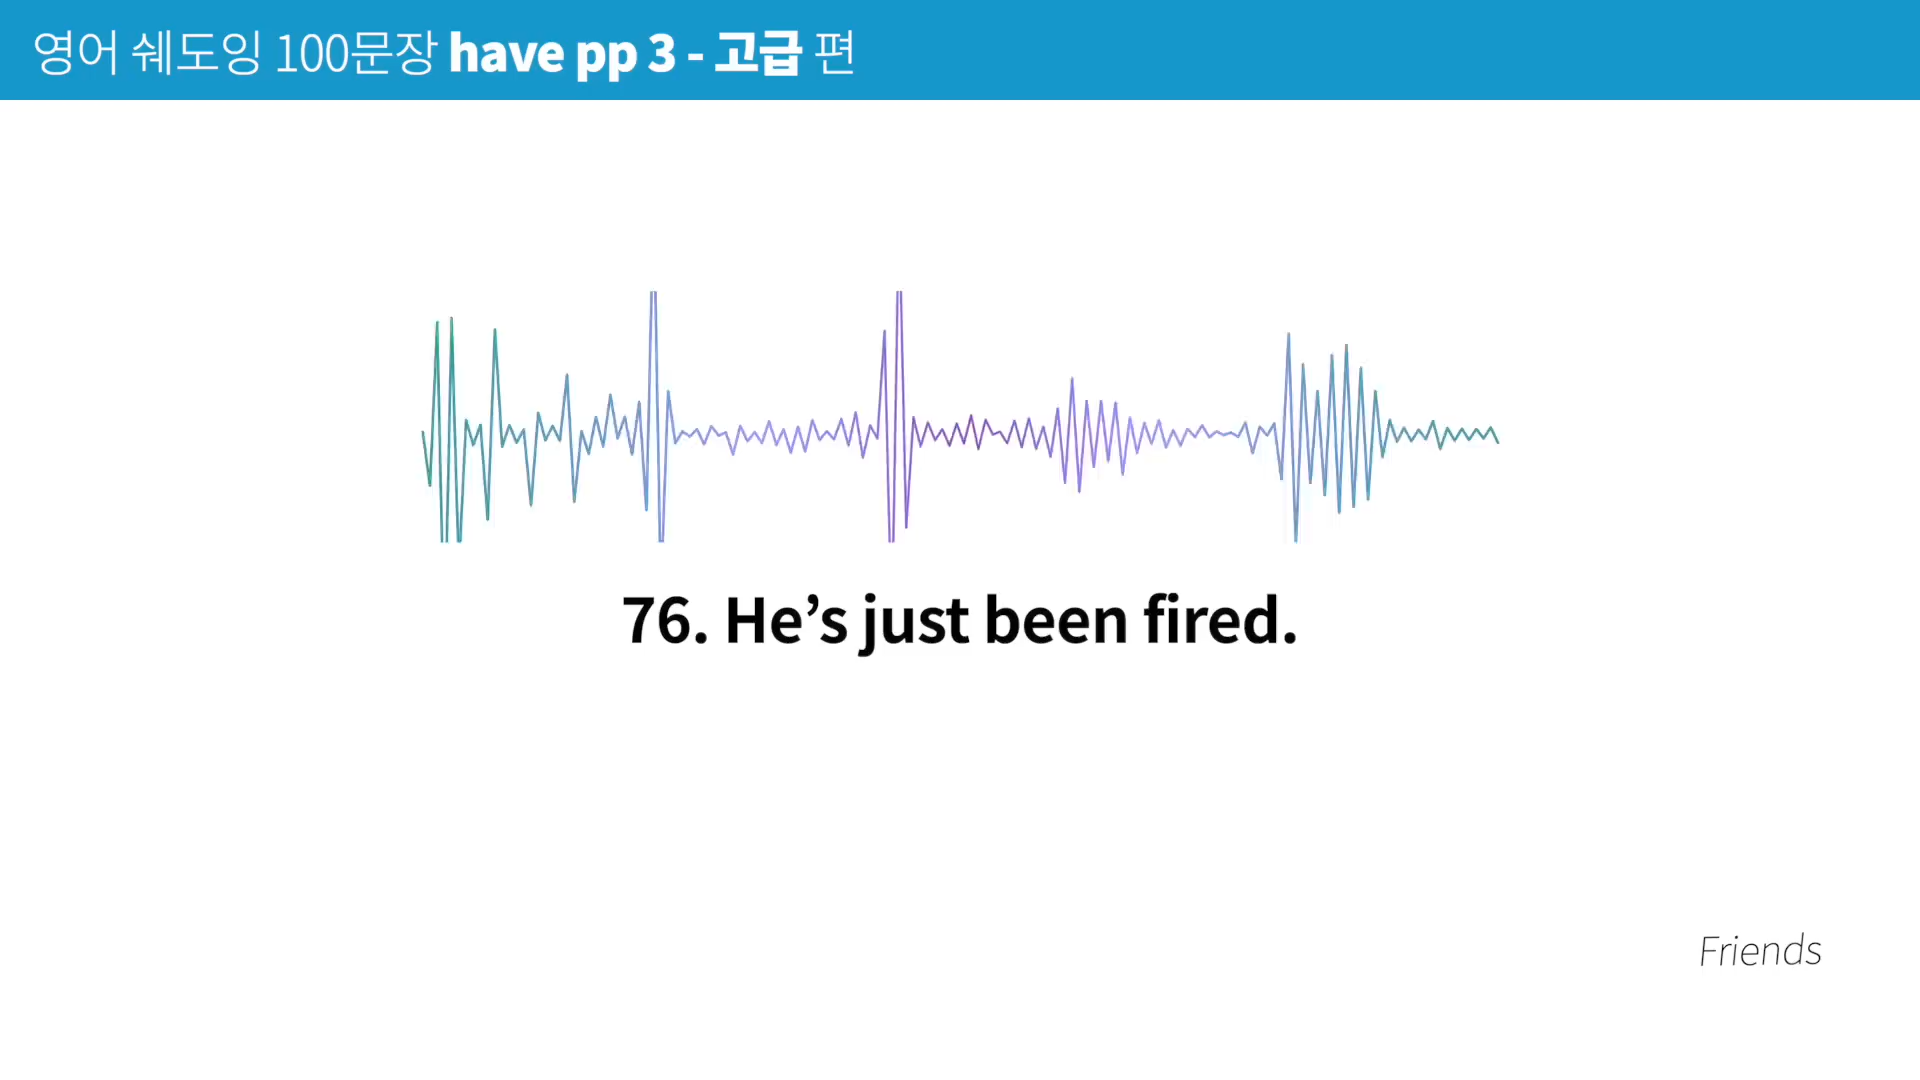 영어 쉐도잉 100문장 have pp 3 - 고급 편
76. He’s just been fired.
Friends